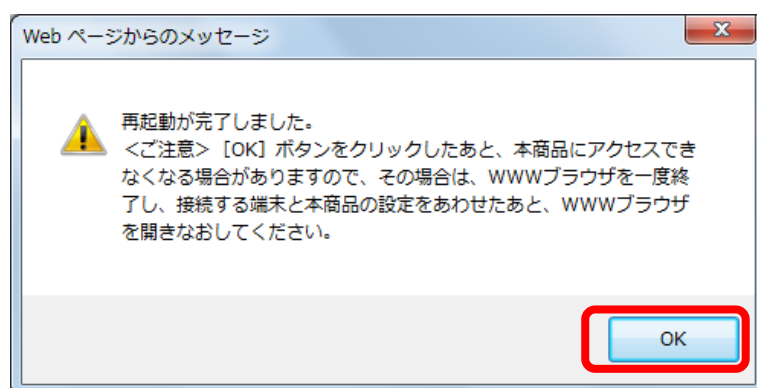 Web ページからのメッセージ
再起動が完了しました。
＜ご注意＞［OK］ボタンをクリックしたあと、本商品にアクセスでき
なくなる場合がありますので、その場合は、WWWブラウザを一度終
了し、接続する端末と本商品の設定をあわせたあと、WWWブラウザ
を開きなおしてください。
OK